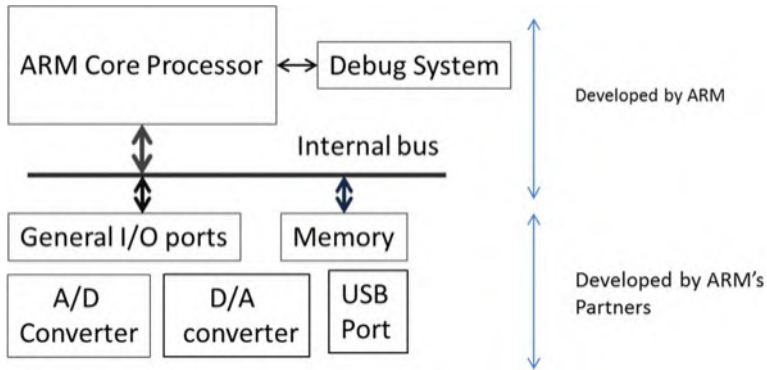 ARM Core Processor
Debug System
Developed by ARM
Internal bus
General I/O ports
Memory
A/D
Converter
D/A
converter
USB
Port
Developed by ARM's
Partners